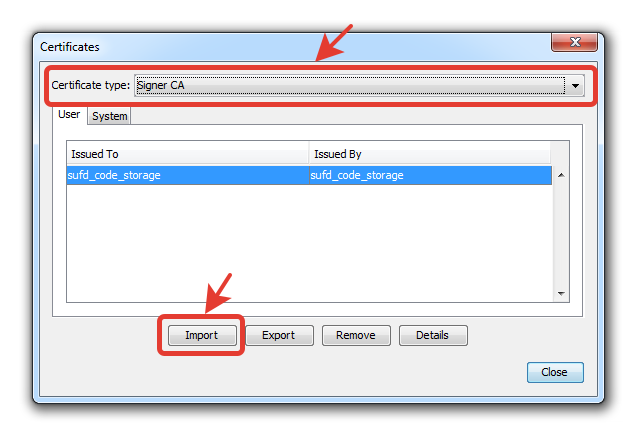 Certificates
Certificate type: Signer CA
User System
Issued To Issued By
sufd_code_storage sufd_code_storage
Import Export Remove Details
Close